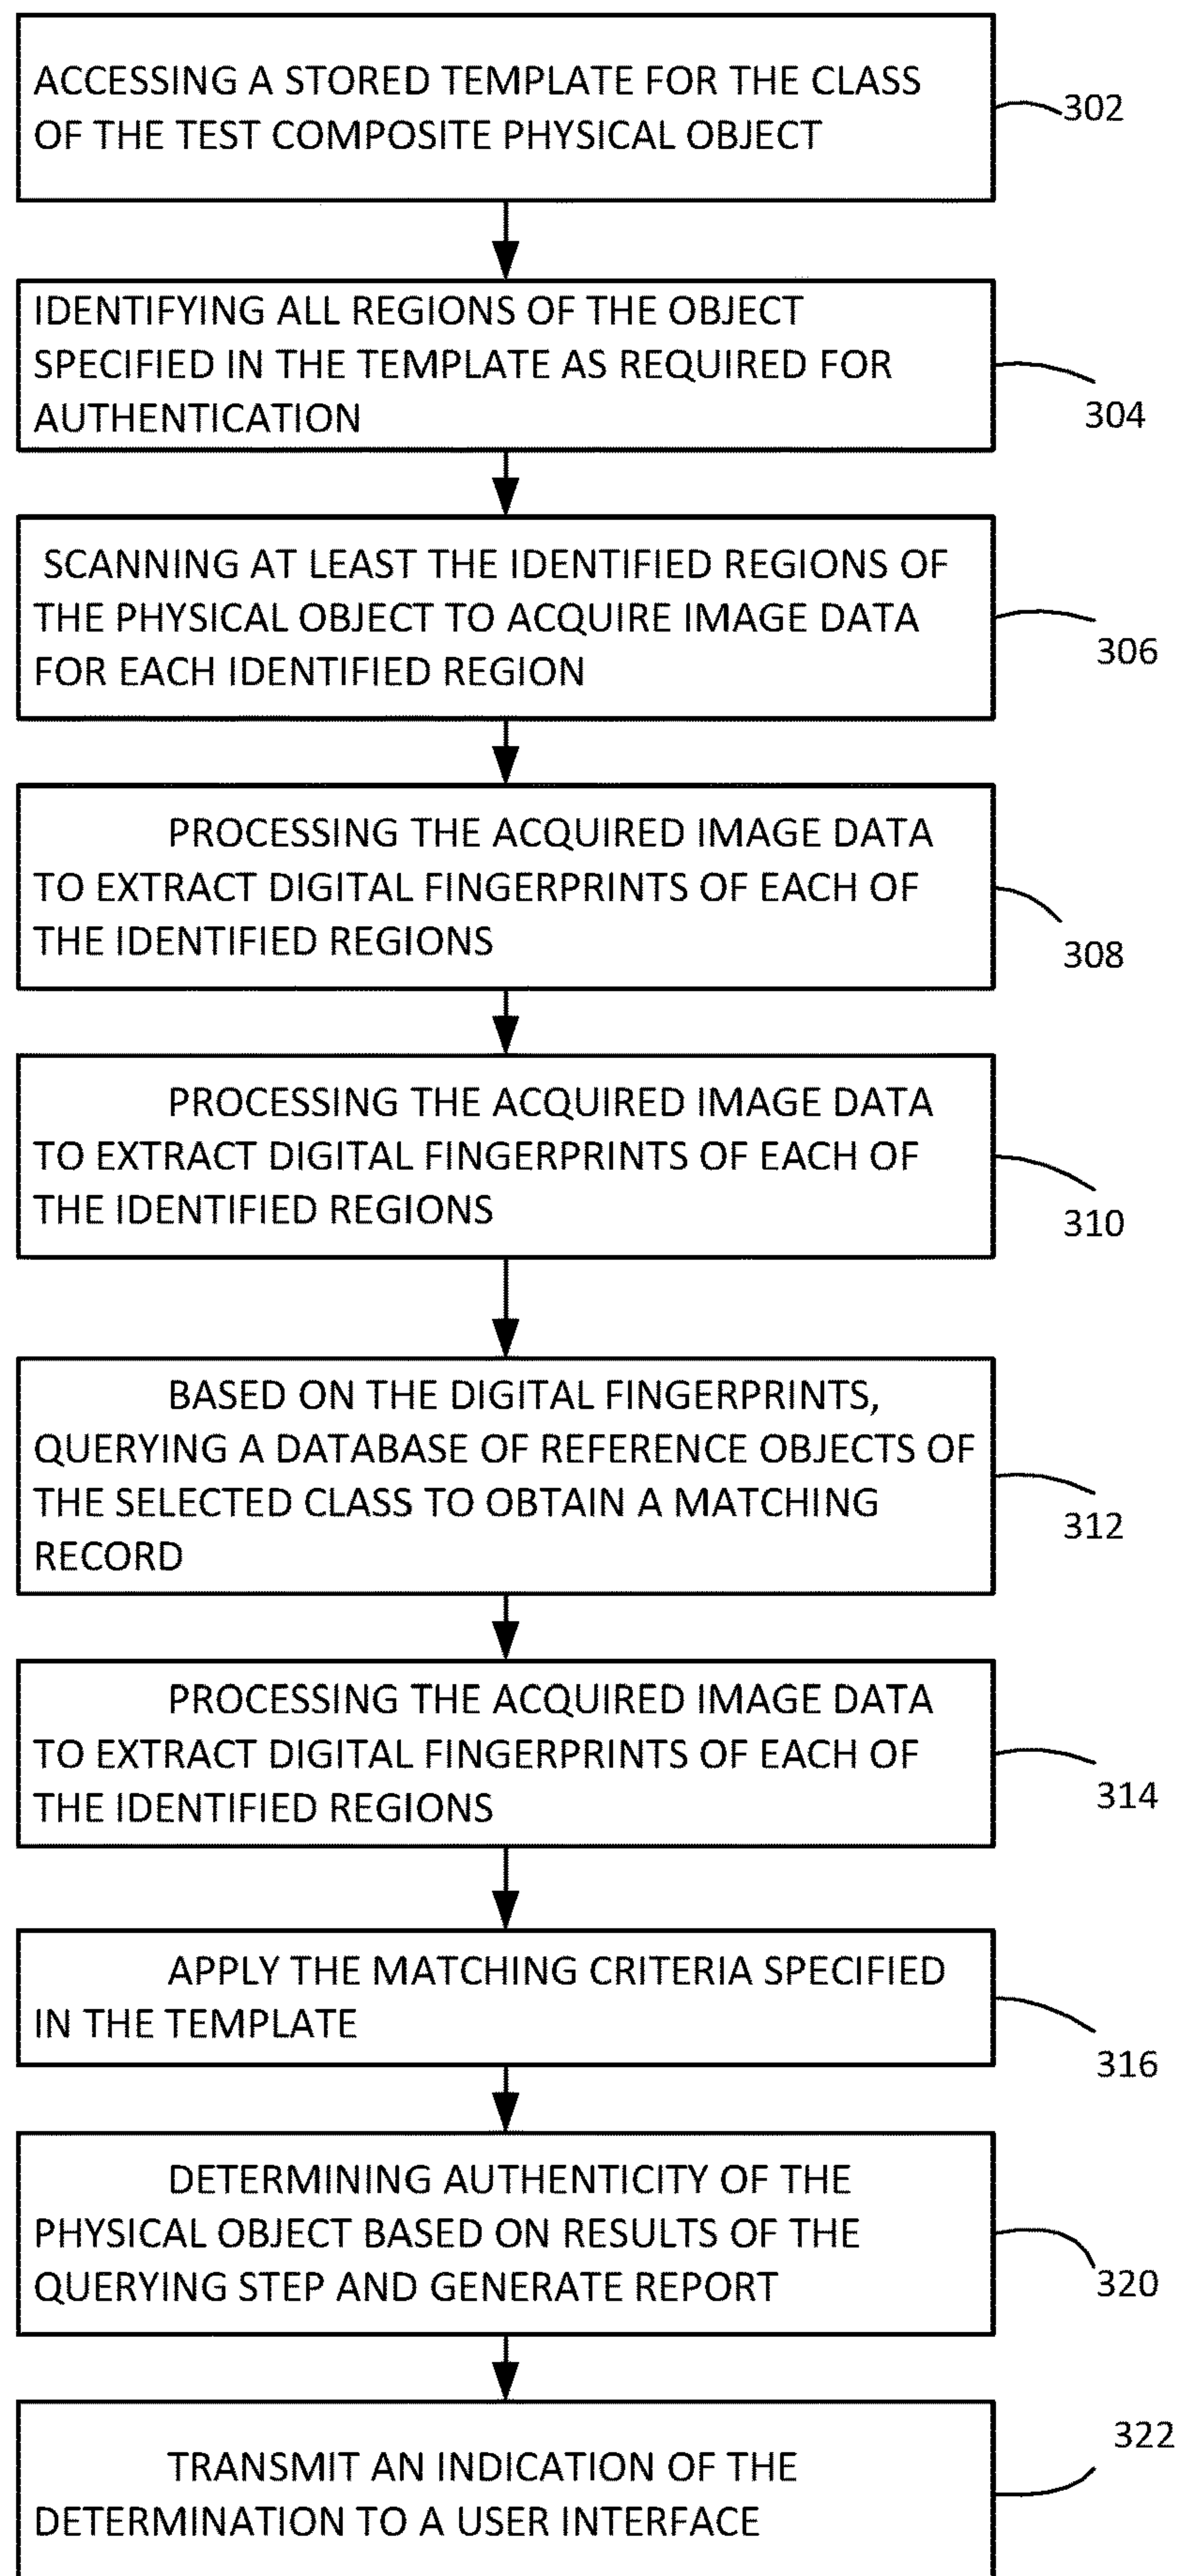 ACCESSING A STORED TEMPLATE FOR THE CLASS
OF THE TEST COMPOSITE PHYSICAL OBJECT
302
IDENTIFYING ALL REGIONS OF THE OBJECT
SPECIFIED IN THE TEMPLATE AS REQUIRED FOR
AUTHENTICATION
304
SCANNING AT LEAST THE IDENTIFIED REGIONS OF
THE PHYSICAL OBJECT TO ACQUIRE IMAGE DATA
FOR EACH IDENTIFIED REGION
306
PROCESSING THE ACQUIRED IMAGE DATA
TO EXTRACT DIGITAL FINGERPRINTS OF EACH OF
THE IDENTIFIED REGIONS
308
PROCESSING THE ACQUIRED IMAGE DATA
TO EXTRACT DIGITAL FINGERPRINTS OF EACH OF
THE IDENTIFIED REGIONS
310
BASED ON THE DIGITAL FINGERPRINTS,
QUERYING A DATABASE OF REFERENCE OBJECTS OF
THE SELECTED CLASS TO OBTAIN A MATCHING
RECORD
312
PROCESSING THE ACQUIRED IMAGE DATA
TO EXTRACT DIGITAL FINGERPRINTS OF EACH OF
THE IDENTIFIED REGIONS
314
APPLY THE MATCHING CRITERIA SPECIFIED
IN THE TEMPLATE
316
DETERMINING AUTHENTICITY OF THE
PHYSICAL OBJECT BASED ON RESULTS OF THE
QUERYING STEP AND GENERATE REPORT
320
TRANSMIT AN INDICATION OF THE
DETERMINATION TO A USER INTERFACE
322